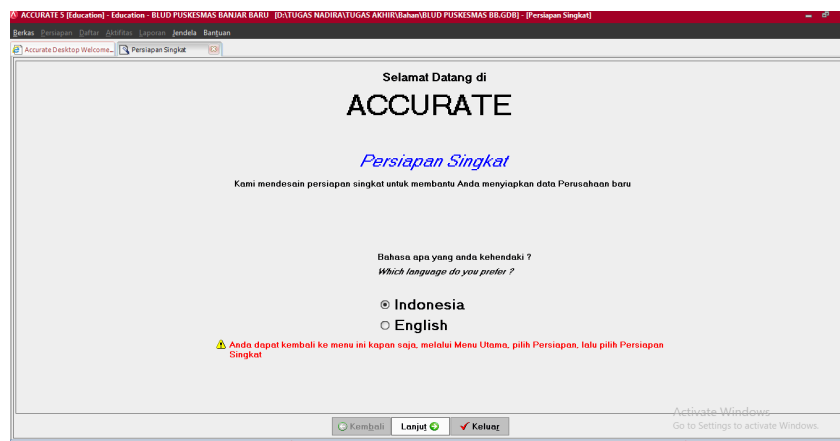 ACCURATE 5 [Education] - Education - BLUD PUSKESMAS BANJAR BARU [D:\TUGAS NADIRA\TUGAS AKHIR\Bahan\BLUD PUSKESMAS BB.GDB] - [Persiapan Singkat]
Berkas Persiapan Daftar Aktifitas Laporan Jendela Bantuan
Accurate Desktop Welcome... Persiapan Singkat
Selamat Datang di
ACCURATE
Persiapan Singkat
Kami mendesain persiapan singkat untuk membantu Anda menyiapkan data Perusahaan baru
Bahasa apa yang anda kehendaki ?
Which language do you prefer ?
Indonesia
English
Anda dapat kembali ke menu ini kapan saja, melalui Menu Utama, pilih Persiapan, lalu pilih Persiapan
Singkat
Activate Windows
Go to Settings to activate Windows.
Kembali Lanjut Keluar